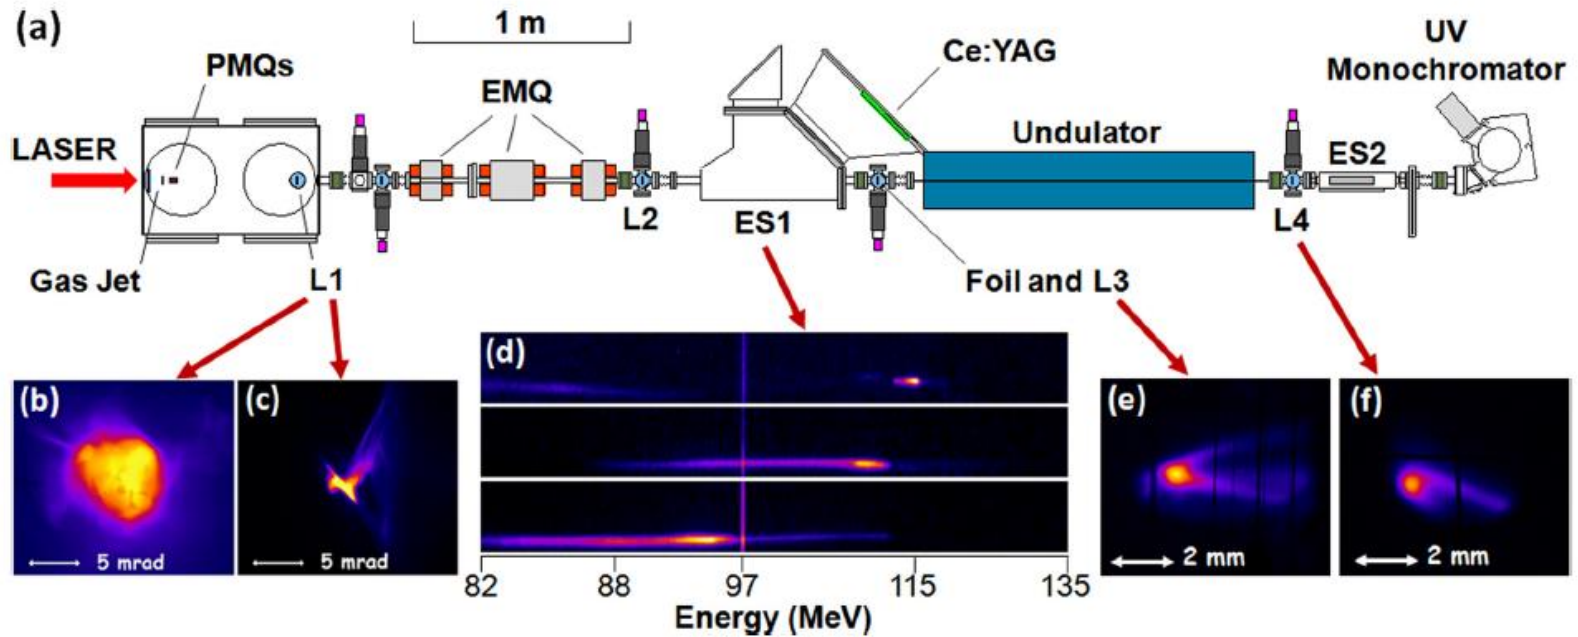 (a)
1 m
PMQs
EMQ
Ce:YAG
UV
Monochromator
LASER
Undulator
ES2
L2
ES1
L4
Gas Jet
L1
Foil and L3
(b)
5 mrad
(c)
5 mrad
(d)
82 88 97 115 135
Energy (MeV)
(e)
2 mm
(f)
2 mm